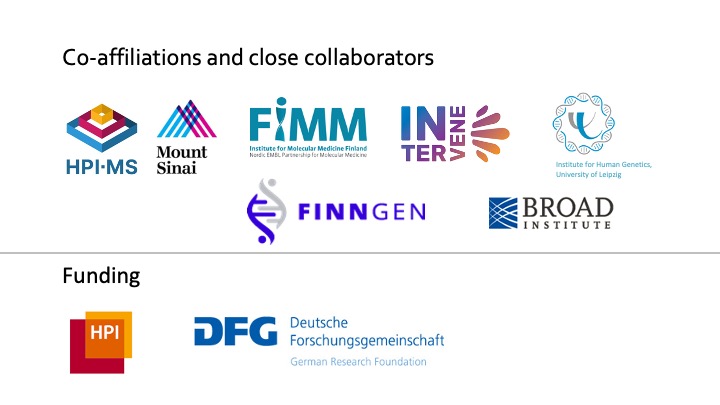 Co-affiliations and close collaborators
HPI·MS
Mount
Sinai
FiMM
Institute for Molecular Medicine Finland
Nordic EMBL Partnership for Molecular Medicine
IN
TER
VENE
Institute for Human Genetics,
University of Leipzig
FINNGEN
BROAD
INSTITUTE
Funding
HPI
DFG
Deutsche
Forschungsgemeinschaft
German Research Foundation